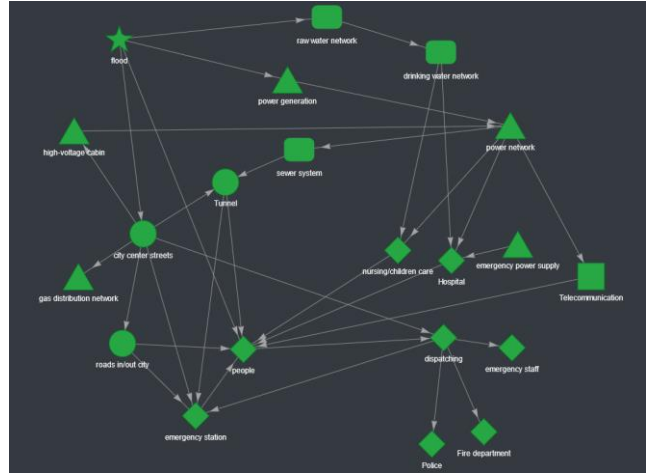 raw water network
flood
drinking water network
power generation
high-voltage cabin
power network
sewer system
Tunnel
city center streets
nursing/children care
Hospital
emergency power supply
gas distribution network
Telecommunication
roads in/out city
people
dispatching
emergency staff
emergency station
Fire department
Police